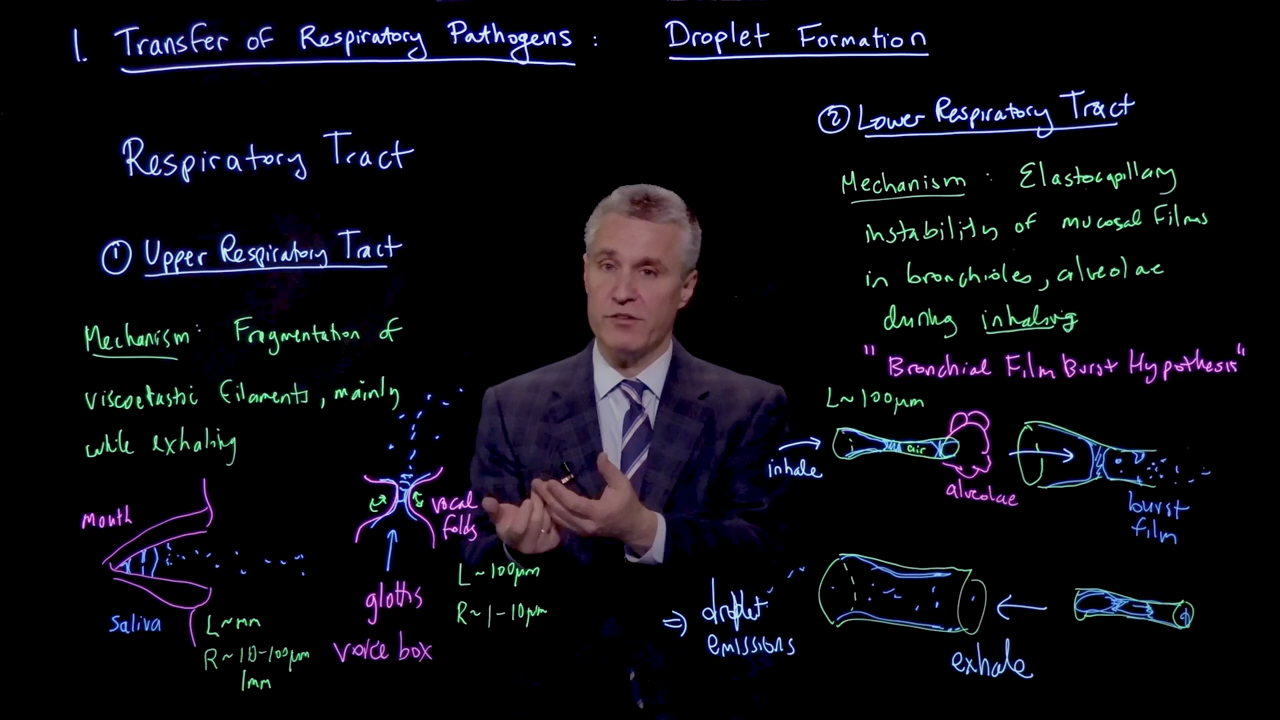 1. Transfer of Respiratory Pathogens : Droplet Formation
Respiratory Tract
① Upper Respiratory Tract
Mechanism: Fragmentation of
viscoelastic filaments, mainly
while exhaling
mouth
saliva
L~mm
R~10-100μm
1mm
vocal
folds
glottis
voice box
L~100μm
R~1-10μm
② Lower Respiratory Tract
Mechanism : Elastocapillary
instability of mucosal films
in bronchioles, alveolae
during inhaling
"Bronchial Film Burst Hypothesis"
L~100μm
inhale
air
alveolae
burst
film
⇒ droplet
emissions
exhale